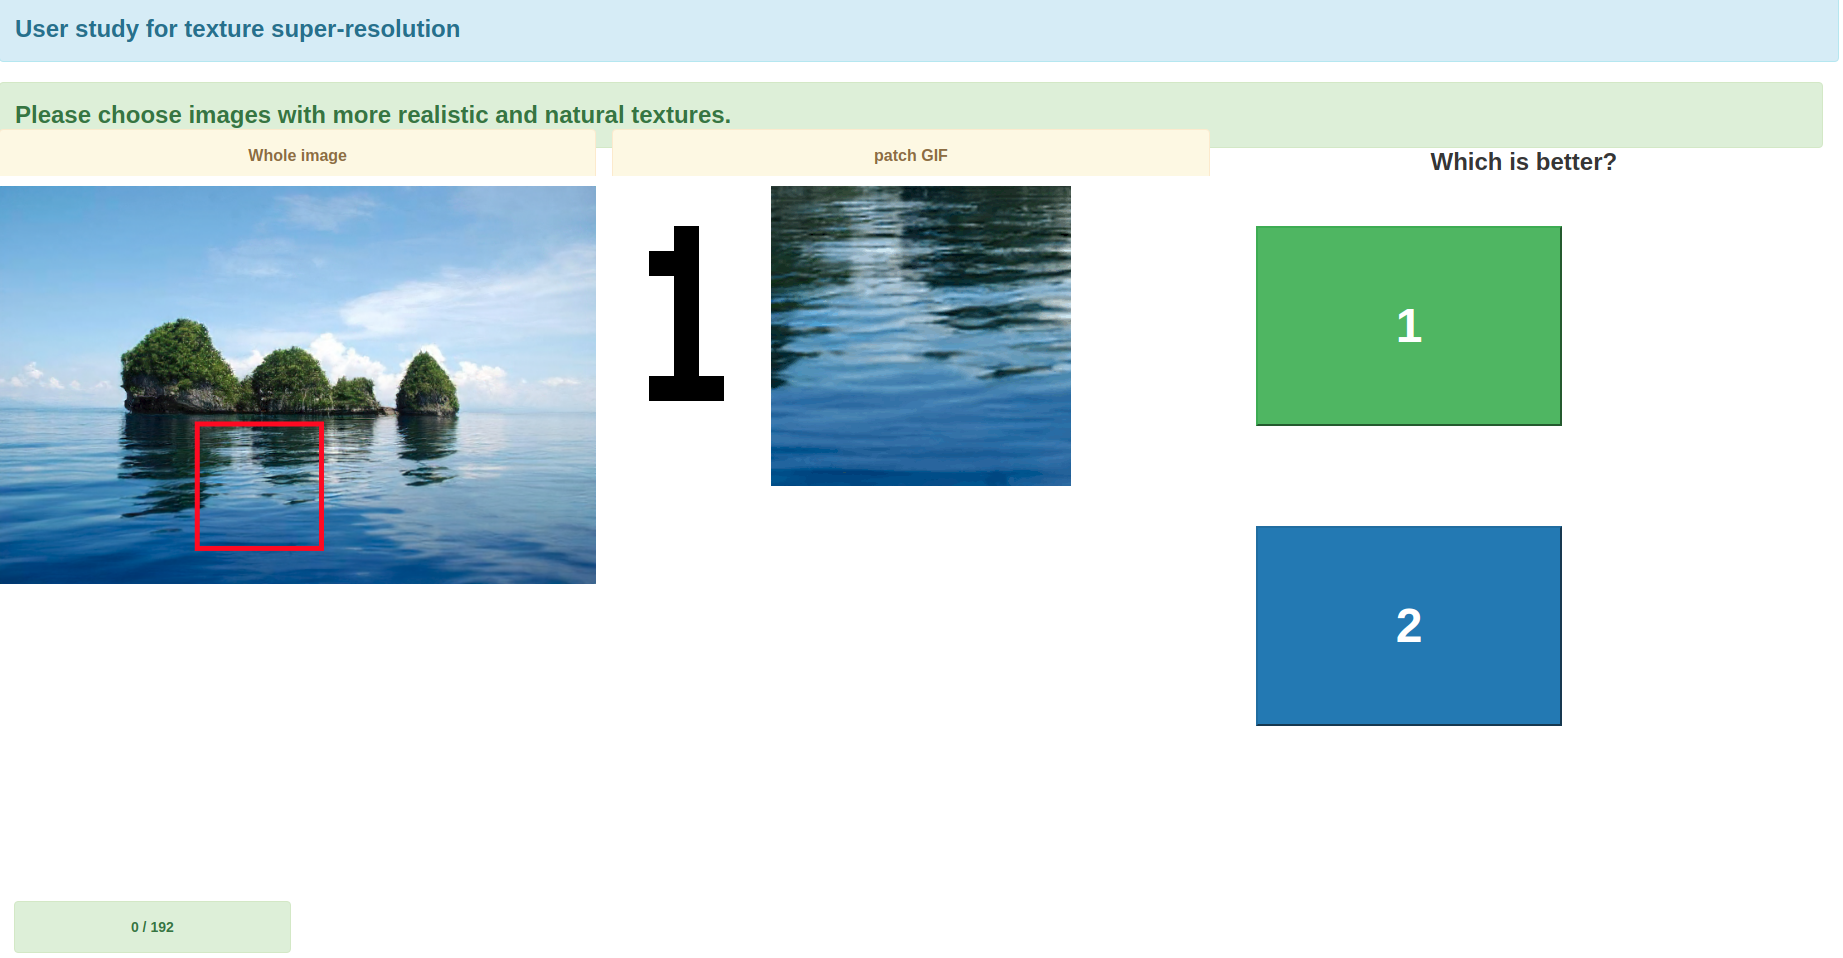 User study for texture super-resolution
Please choose images with more realistic and natural textures.
Whole image
patch GIF
Which is better?
1
1
2
0 / 192